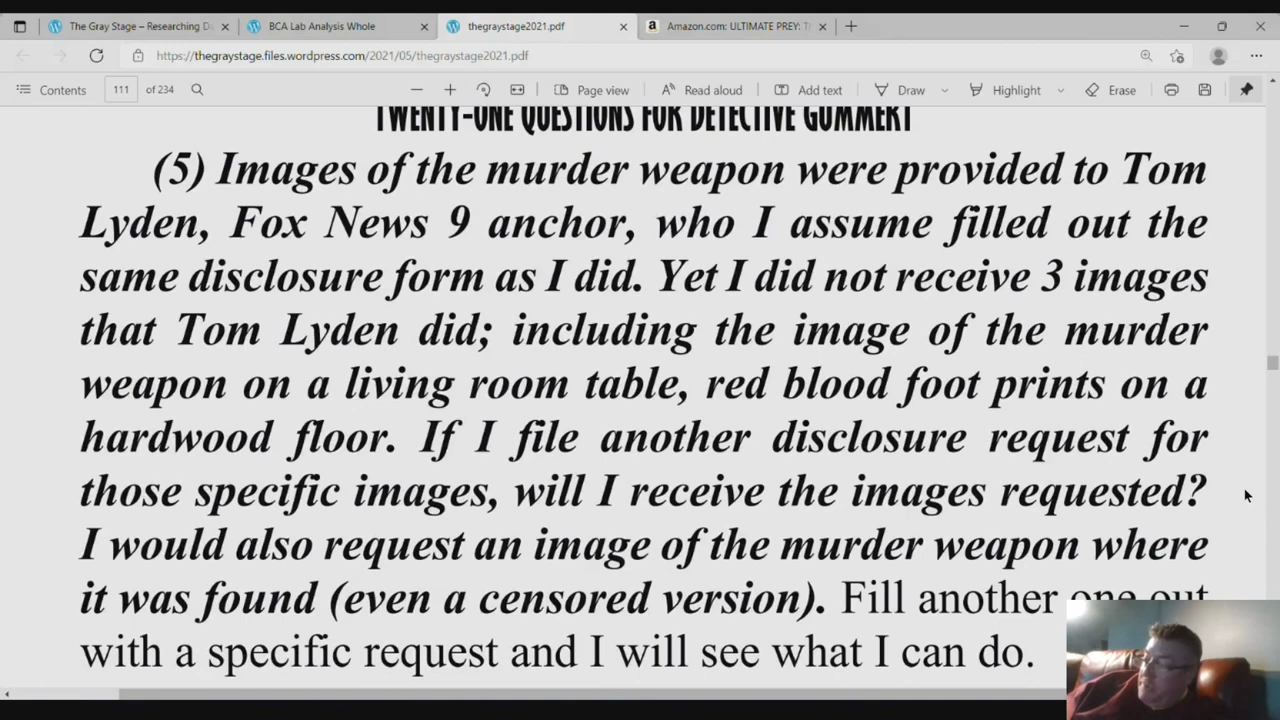 The Gray Stage – Researching D
BCA Lab Analysis Whole
thegraystage2021.pdf
Amazon.com: ULTIMATE PREY: T
https://thegraystage.files.wordpress.com/2021/05/thegraystage2021.pdf
Contents 111 of 234 Page view Read aloud Add text Draw Highlight Erase
TWENTY-ONE QUESTIONS FOR DETECTIVE GOMMERT
(5) Images of the murder weapon were provided to Tom
Lyden, Fox News 9 anchor, who I assume filled out the
same disclosure form as I did. Yet I did not receive 3 images
that Tom Lyden did; including the image of the murder
weapon on a living room table, red blood foot prints on a
hardwood floor. If I file another disclosure request for
those specific images, will I receive the images requested?
I would also request an image of the murder weapon where
it was found (even a censored version). Fill another one out
with a specific request and I will see what I can do.